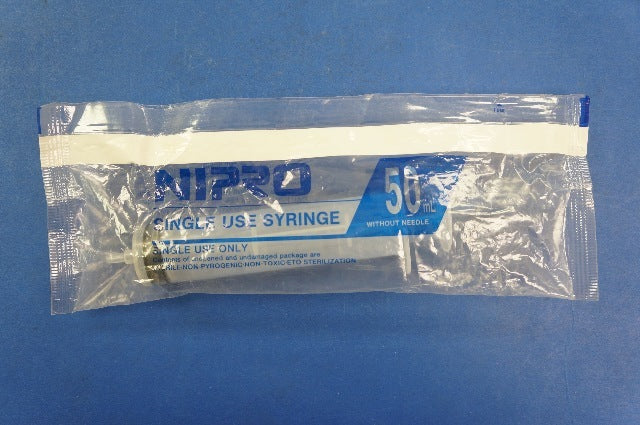 NIPRO
50 mL
SINGLE USE SYRINGE
WITHOUT NEEDLE
SINGLE USE ONLY
Contents of unopened and undamaged package are
STERILE·NON-PYROGENIC·NON-TOXIC·ETO STERILIZATION